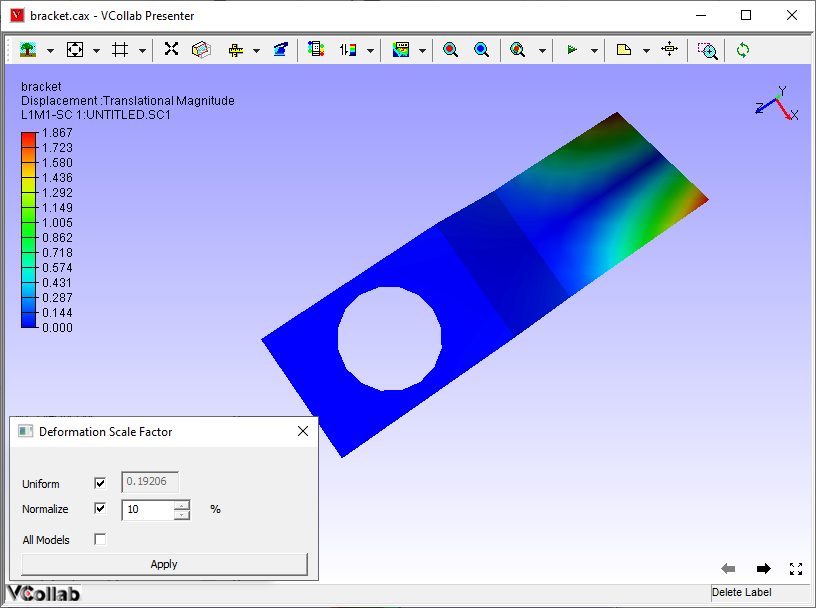 bracket.cax - VCollab Presenter
bracket
Displacement :Translational Magnitude
L1M1-SC 1:UNTITLED.SC1
1.867
1.723
1.580
1.436
1.292
1.149
1.005
0.862
0.718
0.574
0.431
0.287
0.144
0.000
Y
Z
X
Deformation Scale Factor
Uniform 0.19206
Normalize 10 %
All Models
Apply
VCollab
Delete Label